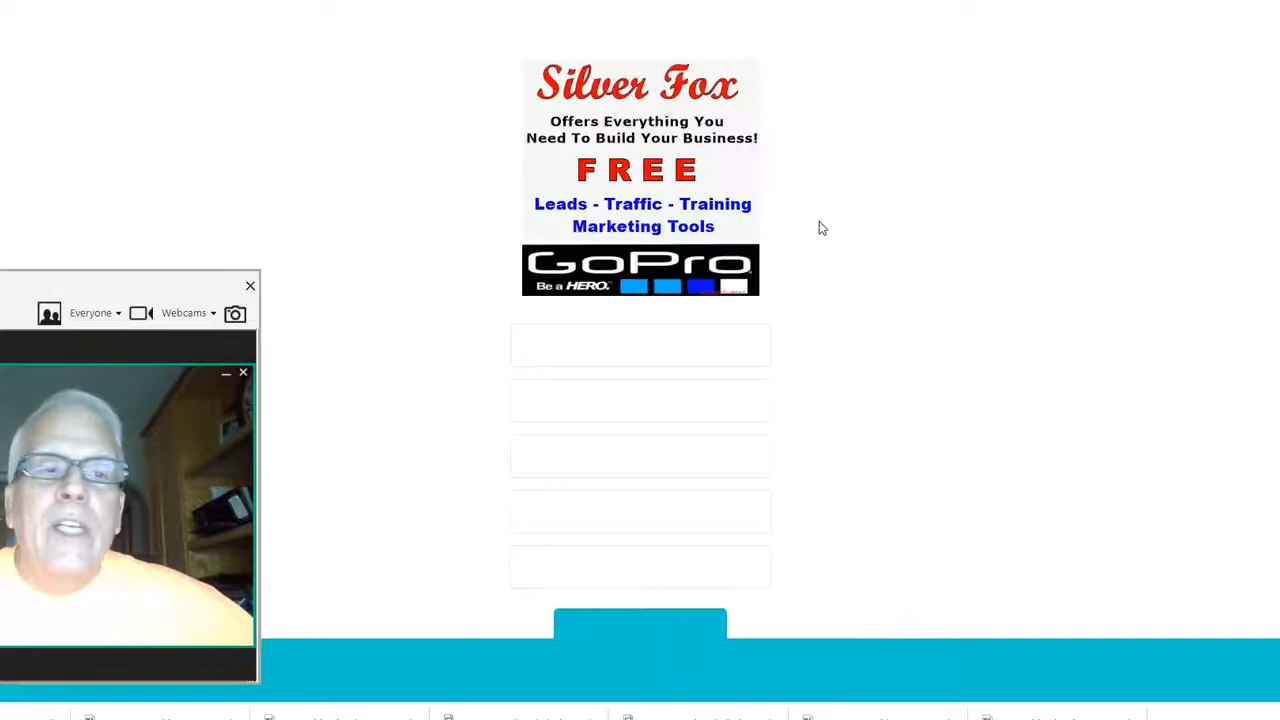 Silver Fox
Offers Everything You
Need To Build Your Business!
FREE
Leads - Traffic - Training
Marketing Tools
GoPro
Be a HERO.
Everyone
Webcams